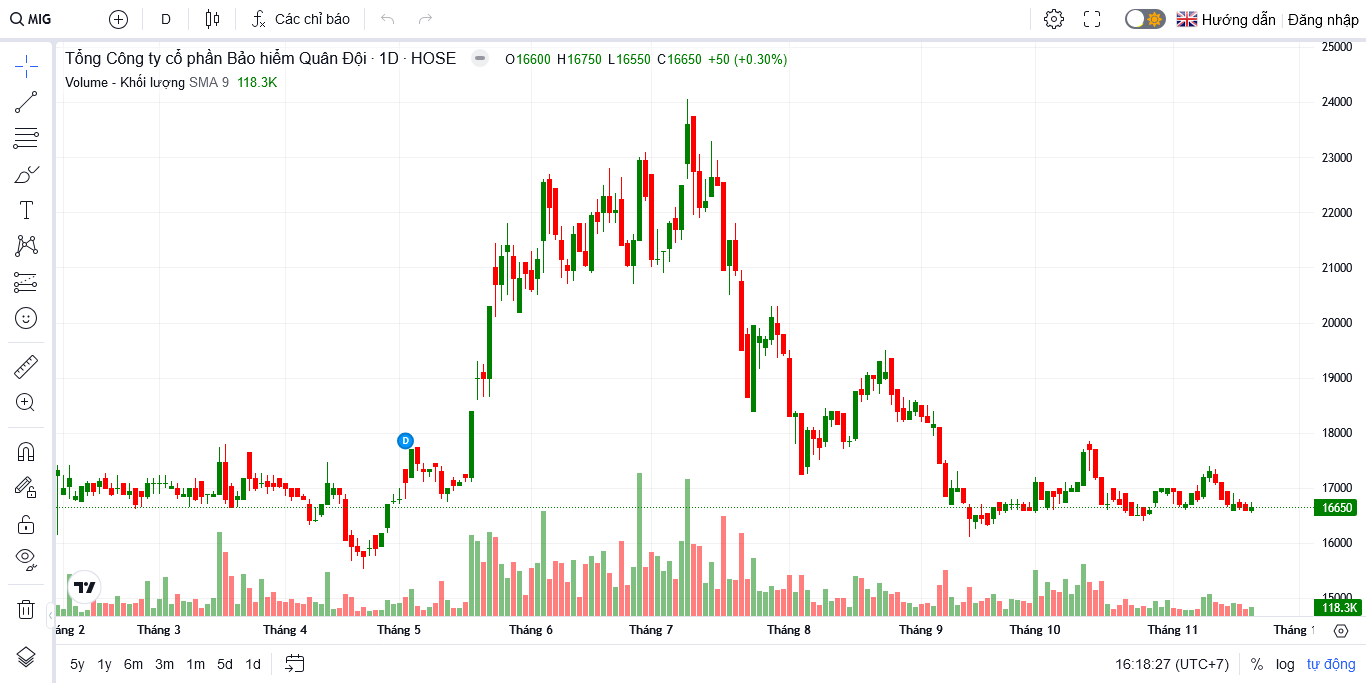 MIG D Các chỉ báo Hướng dẫn Đăng nhập
Tổng Công ty cổ phần Bảo hiểm Quân Đội · 1D · HOSE O16600 H16750 L16550 C16650 +50 (+0.30%)
Volume - Khối lượng SMA 9 118.3K
25000
24000
23000
22000
21000
20000
19000
18000
D
17000
16650
16000
15000
118.3K
áng 2 Tháng 3 Tháng 4 Tháng 5 Tháng 6 Tháng 7 Tháng 8 Tháng 9 Tháng 10 Tháng 11 Tháng 1
5y 1y 6m 3m 1m 5d 1d 16:18:27 (UTC+7) % log tự động